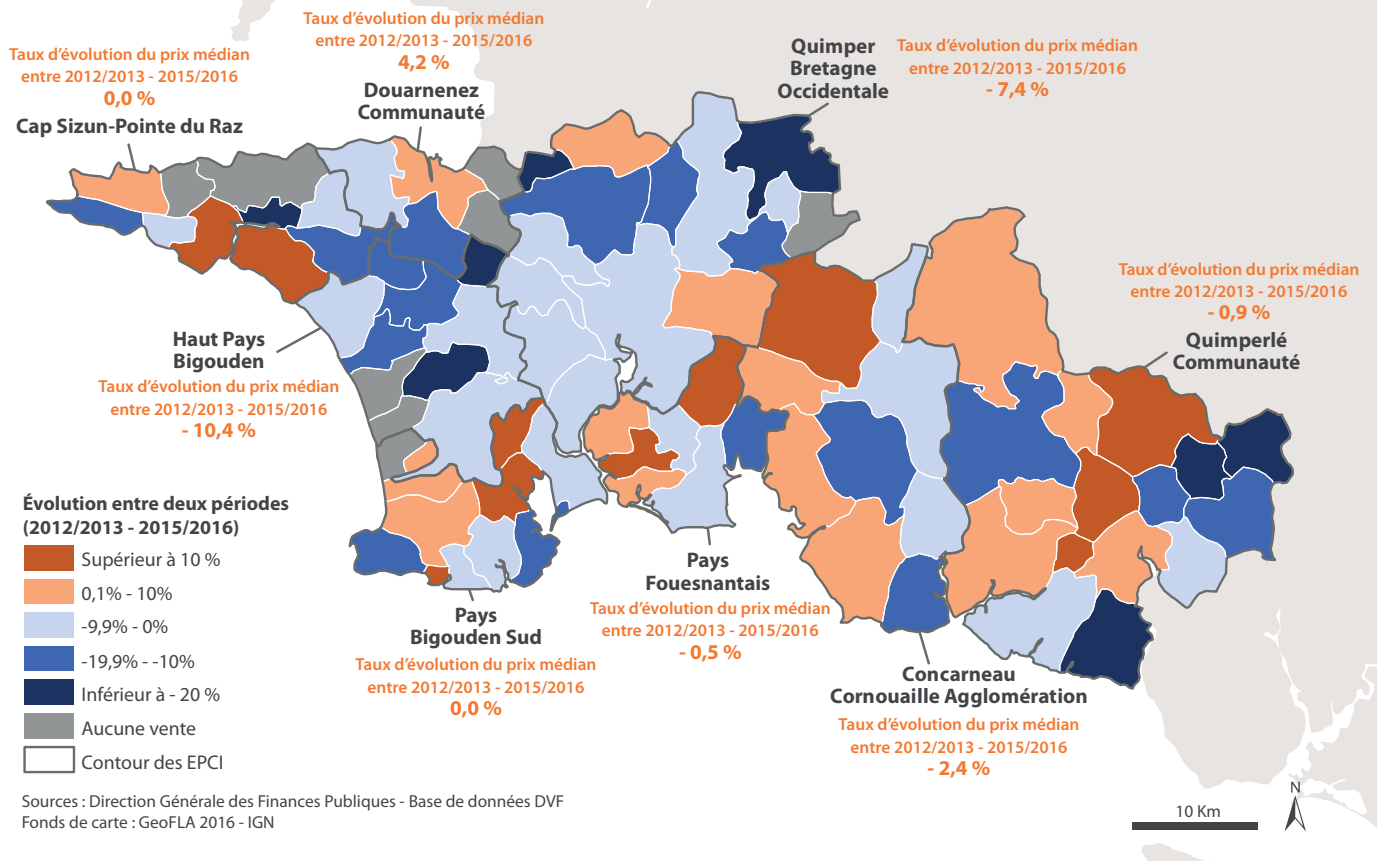 Taux d'évolution du prix médian
entre 2012/2013 - 2015/2016
0,0 %
Cap Sizun-Pointe du Raz
Taux d'évolution du prix médian
entre 2012/2013 - 2015/2016
4,2 %
Douarnenez
Communauté
Quimper
Bretagne
Occidentale
Taux d'évolution du prix médian
entre 2012/2013 - 2015/2016
- 7,4 %
Taux d'évolution du prix médian
entre 2012/2013 - 2015/2016
- 0,9 %
Quimperlé
Communauté
Haut Pays
Bigouden
Taux d'évolution du prix médian
entre 2012/2013 - 2015/2016
- 10,4 %
Évolution entre deux périodes
(2012/2013 - 2015/2016)
Supérieur à 10 %
0,1% - 10%
-9,9% - 0%
-19,9% - -10%
Inférieur à - 20 %
Aucune vente
Contour des EPCI
Pays
Bigouden Sud
Taux d'évolution du prix médian
entre 2012/2013 - 2015/2016
0,0 %
Pays
Fouesnantais
Taux d'évolution du prix médian
entre 2012/2013 - 2015/2016
- 0,5 %
Concarneau
Cornouaille Agglomération
Taux d'évolution du prix médian
entre 2012/2013 - 2015/2016
- 2,4 %
Sources : Direction Générale des Finances Publiques - Base de données DVF
Fonds de carte : GeoFLA 2016 - IGN
10 Km
N